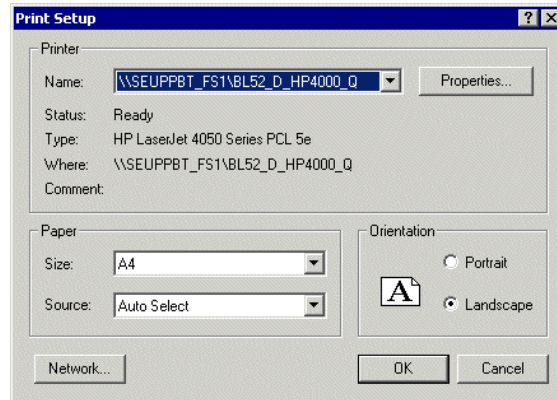 Print Setup
Printer
Name: \\SEUPPBT_FS1\BL52_D_HP4000_Q Properties...
Status: Ready
Type: HP LaserJet 4050 Series PCL 5e
Where: \\SEUPPBT_FS1\BL52_D_HP4000_Q
Comment:
Paper
Size: A4
Source: Auto Select
Orientation
A
Portrait
Landscape
Network... OK Cancel